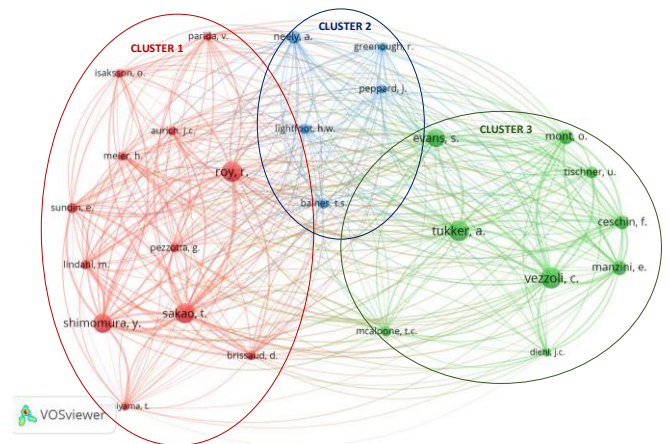 CLUSTER 2
parida, v.
neely, a.
CLUSTER 1
greenough, r.
isaksson, o.
peppard, j.
CLUSTER 3
aurich, j.c.
lightfoot, h.w.
evans, s.
mont, o.
meier, h.
roy, r.
tischner, u.
sundin, e.
baines, t.s.
ceschin, f.
tukker, a.
pezzotta, g.
lindahl, m.
manzini, e.
vezzoli, c.
sakao, t.
shimomura, y.
mcaloone, t.c.
brissaud, d.
diehl, j.c.
iyama, t.
VOSviewer